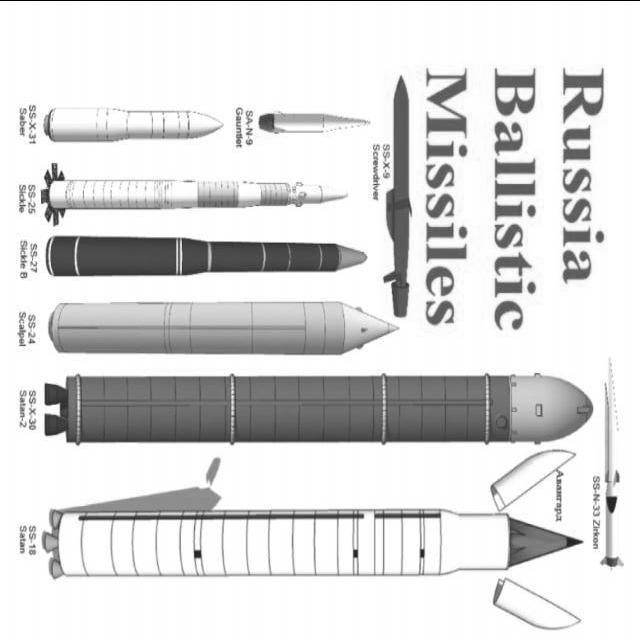 Russia
Ballistic
Missiles
SS-X-9
Screwdriver
SA-N-9
Gauntlet
SS-X-31
Saber
SS-25
Sickle
SS-27
Sickle B
SS-24
Scalpel
SS-X-30
Satan-2
SS-18
Satan
Авангард
SS-N-33 Zirkon